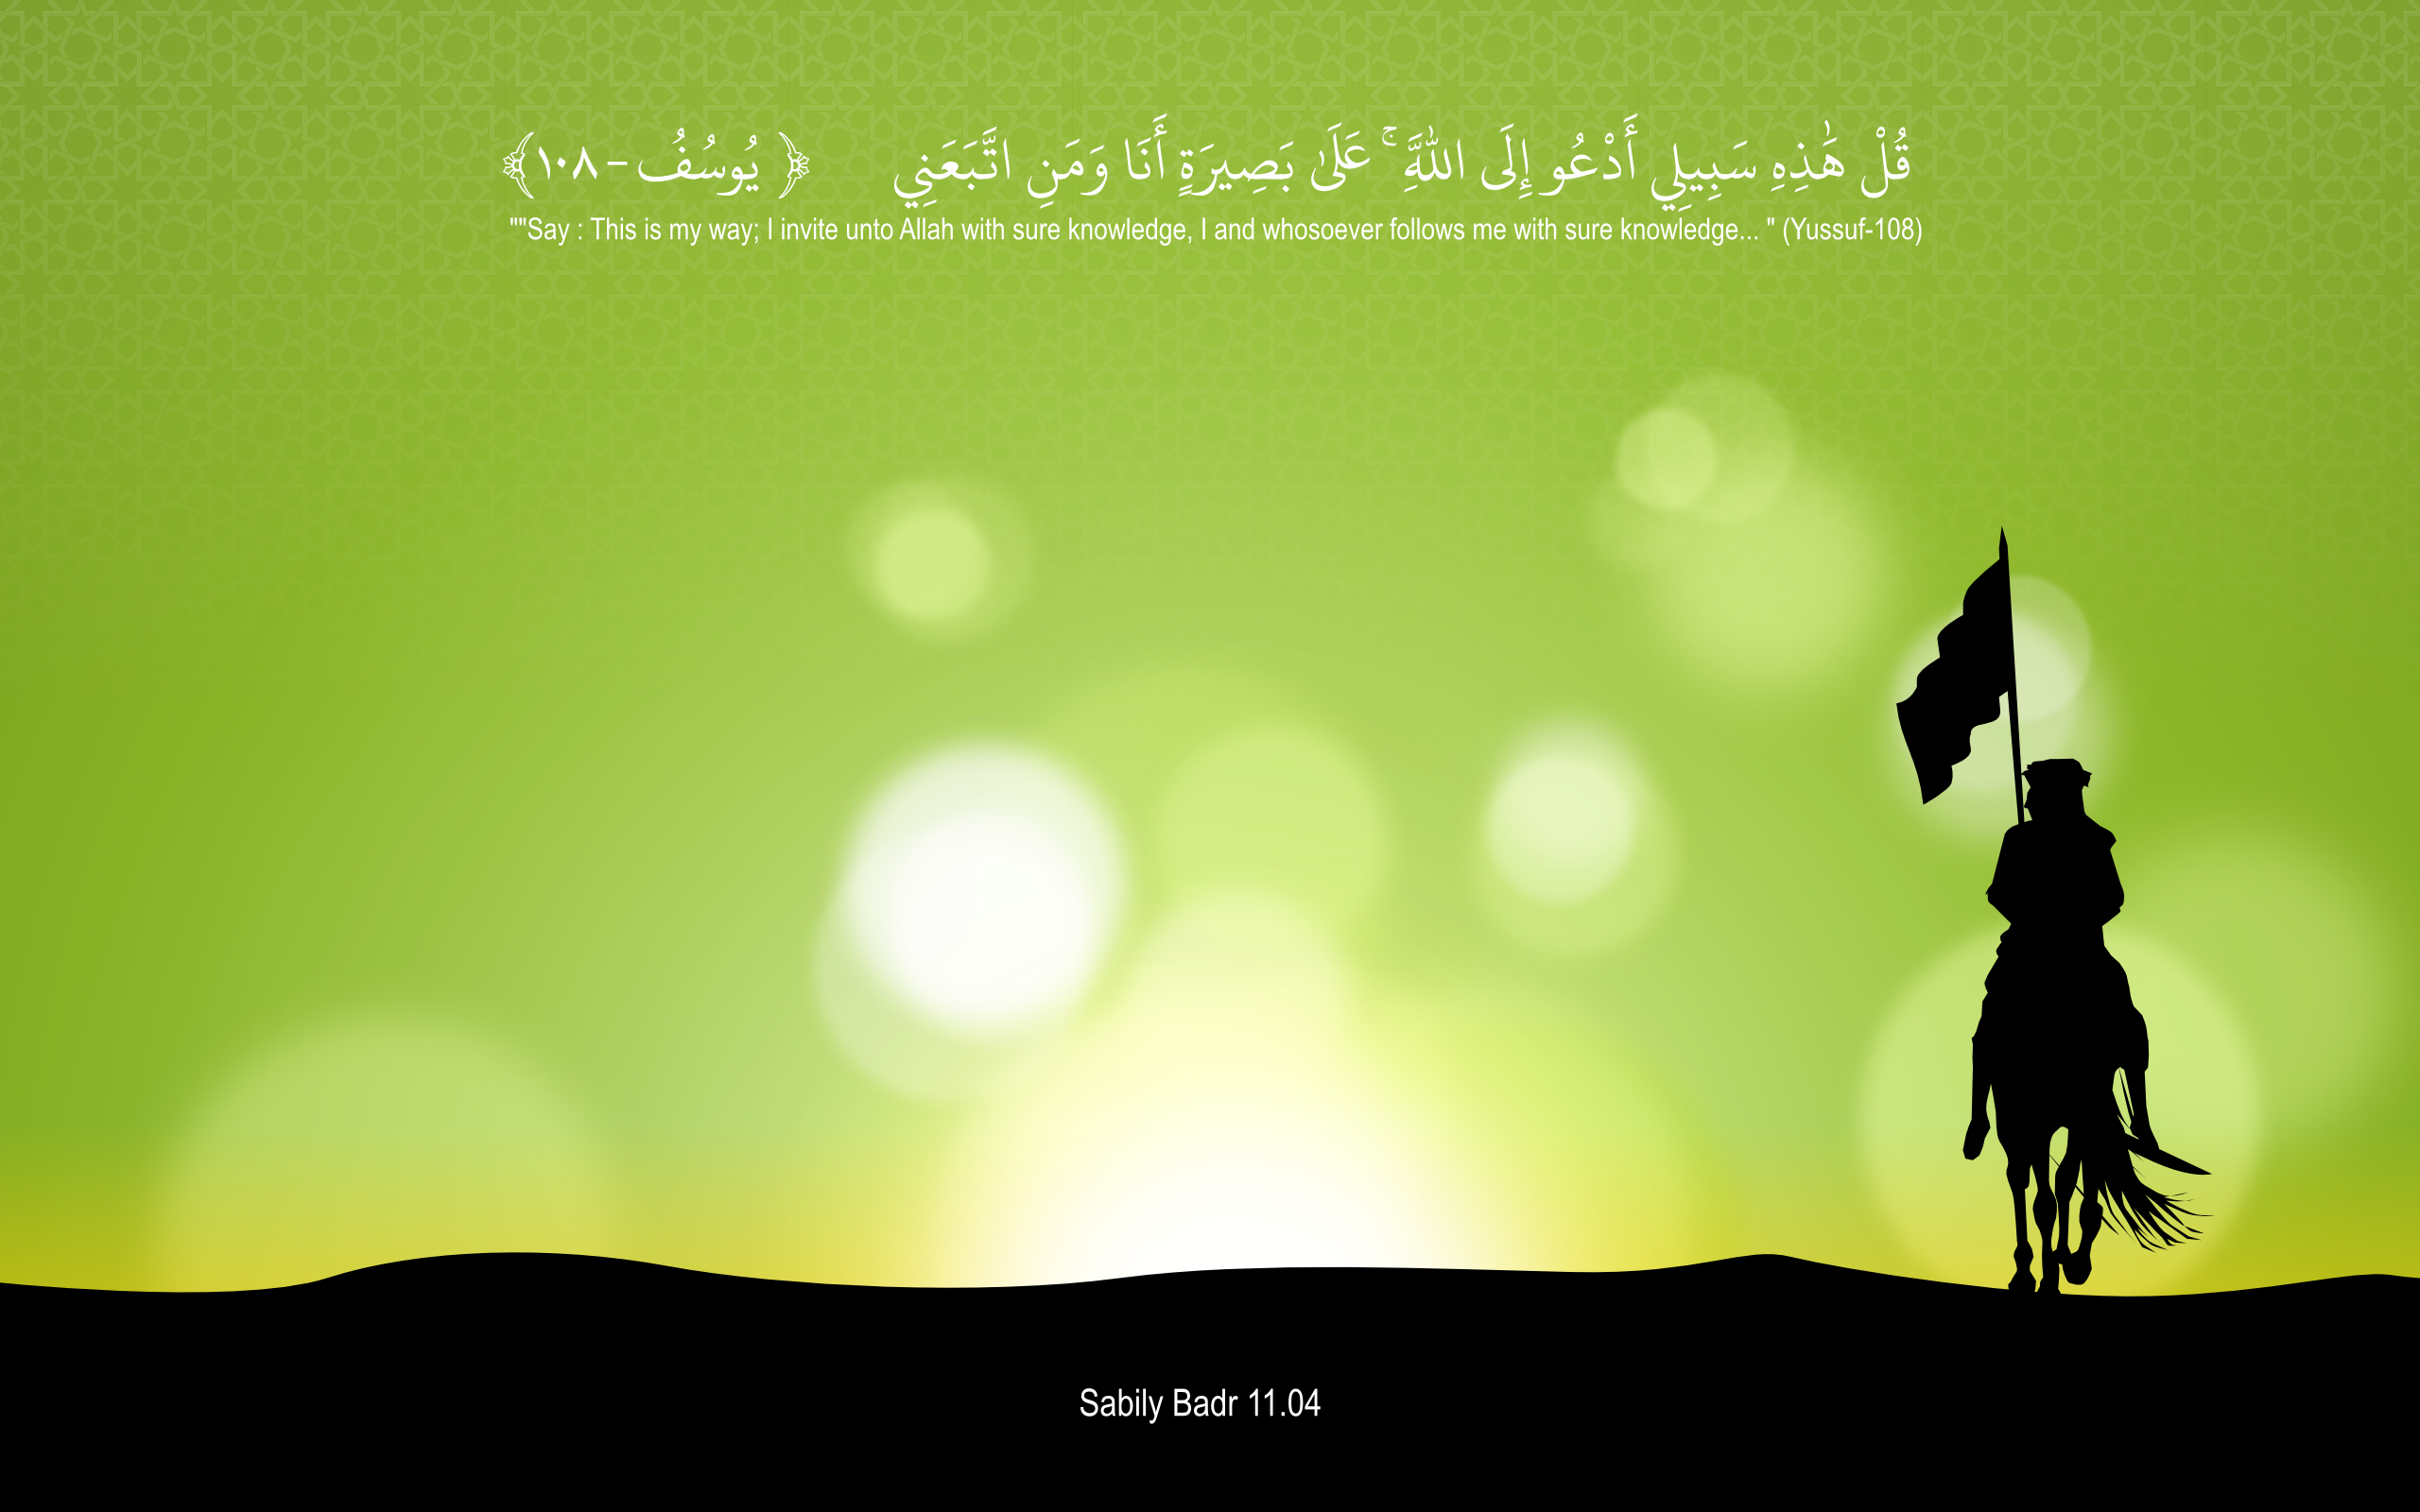 قُلْ هَٰذِهِ سَبِيلِي أَدْعُو إِلَى اللَّهِ ۚ عَلَىٰ بَصِيرَةٍ أَنَا وَمَنِ اتَّبَعَنِي ﴿ يُوسُفُ - ١٠٨﴾
""Say : This is my way; I invite unto Allah with sure knowledge, I and whosoever follows me with sure knowledge... " (Yussuf-108)
Sabily Badr 11.04